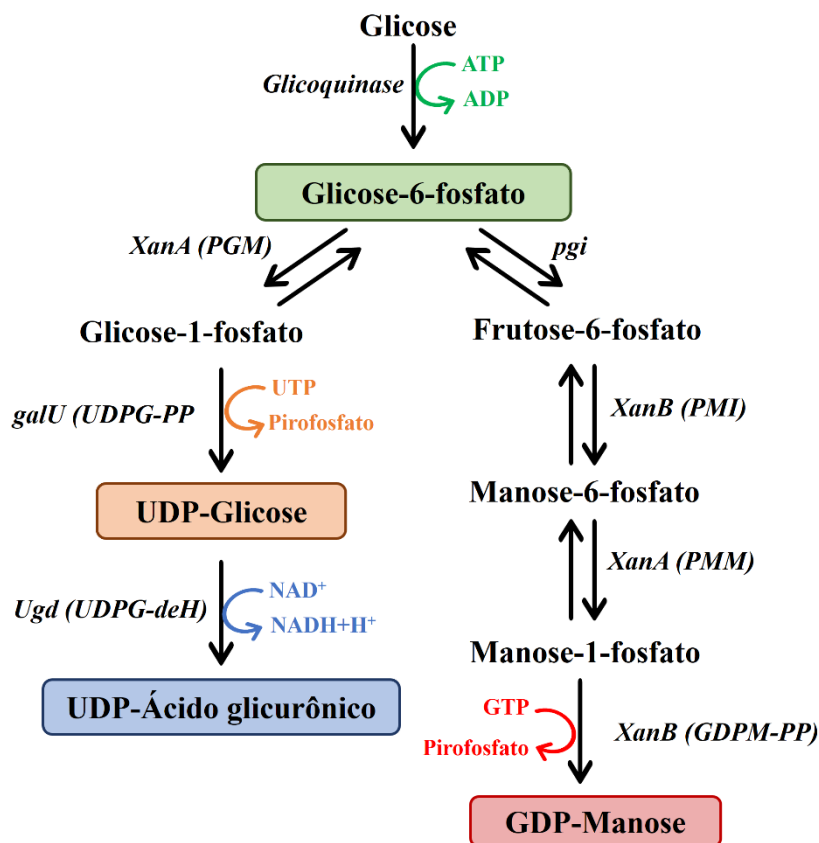 Glicose
Glicoquinase
ATP
ADP
Glicose-6-fosfato
XanA (PGM)
pgi
Glicose-1-fosfato
Frutose-6-fosfato
galU (UDPG-PP
UTP
Pirofosfato
XanB (PMI)
UDP-Glicose
Manose-6-fosfato
Ugd (UDPG-deH)
NAD⁺
NADH+H⁺
XanA (PMM)
UDP-Ácido glicurônico
Manose-1-fosfato
GTP
Pirofosfato
XanB (GDPM-PP)
GDP-Manose